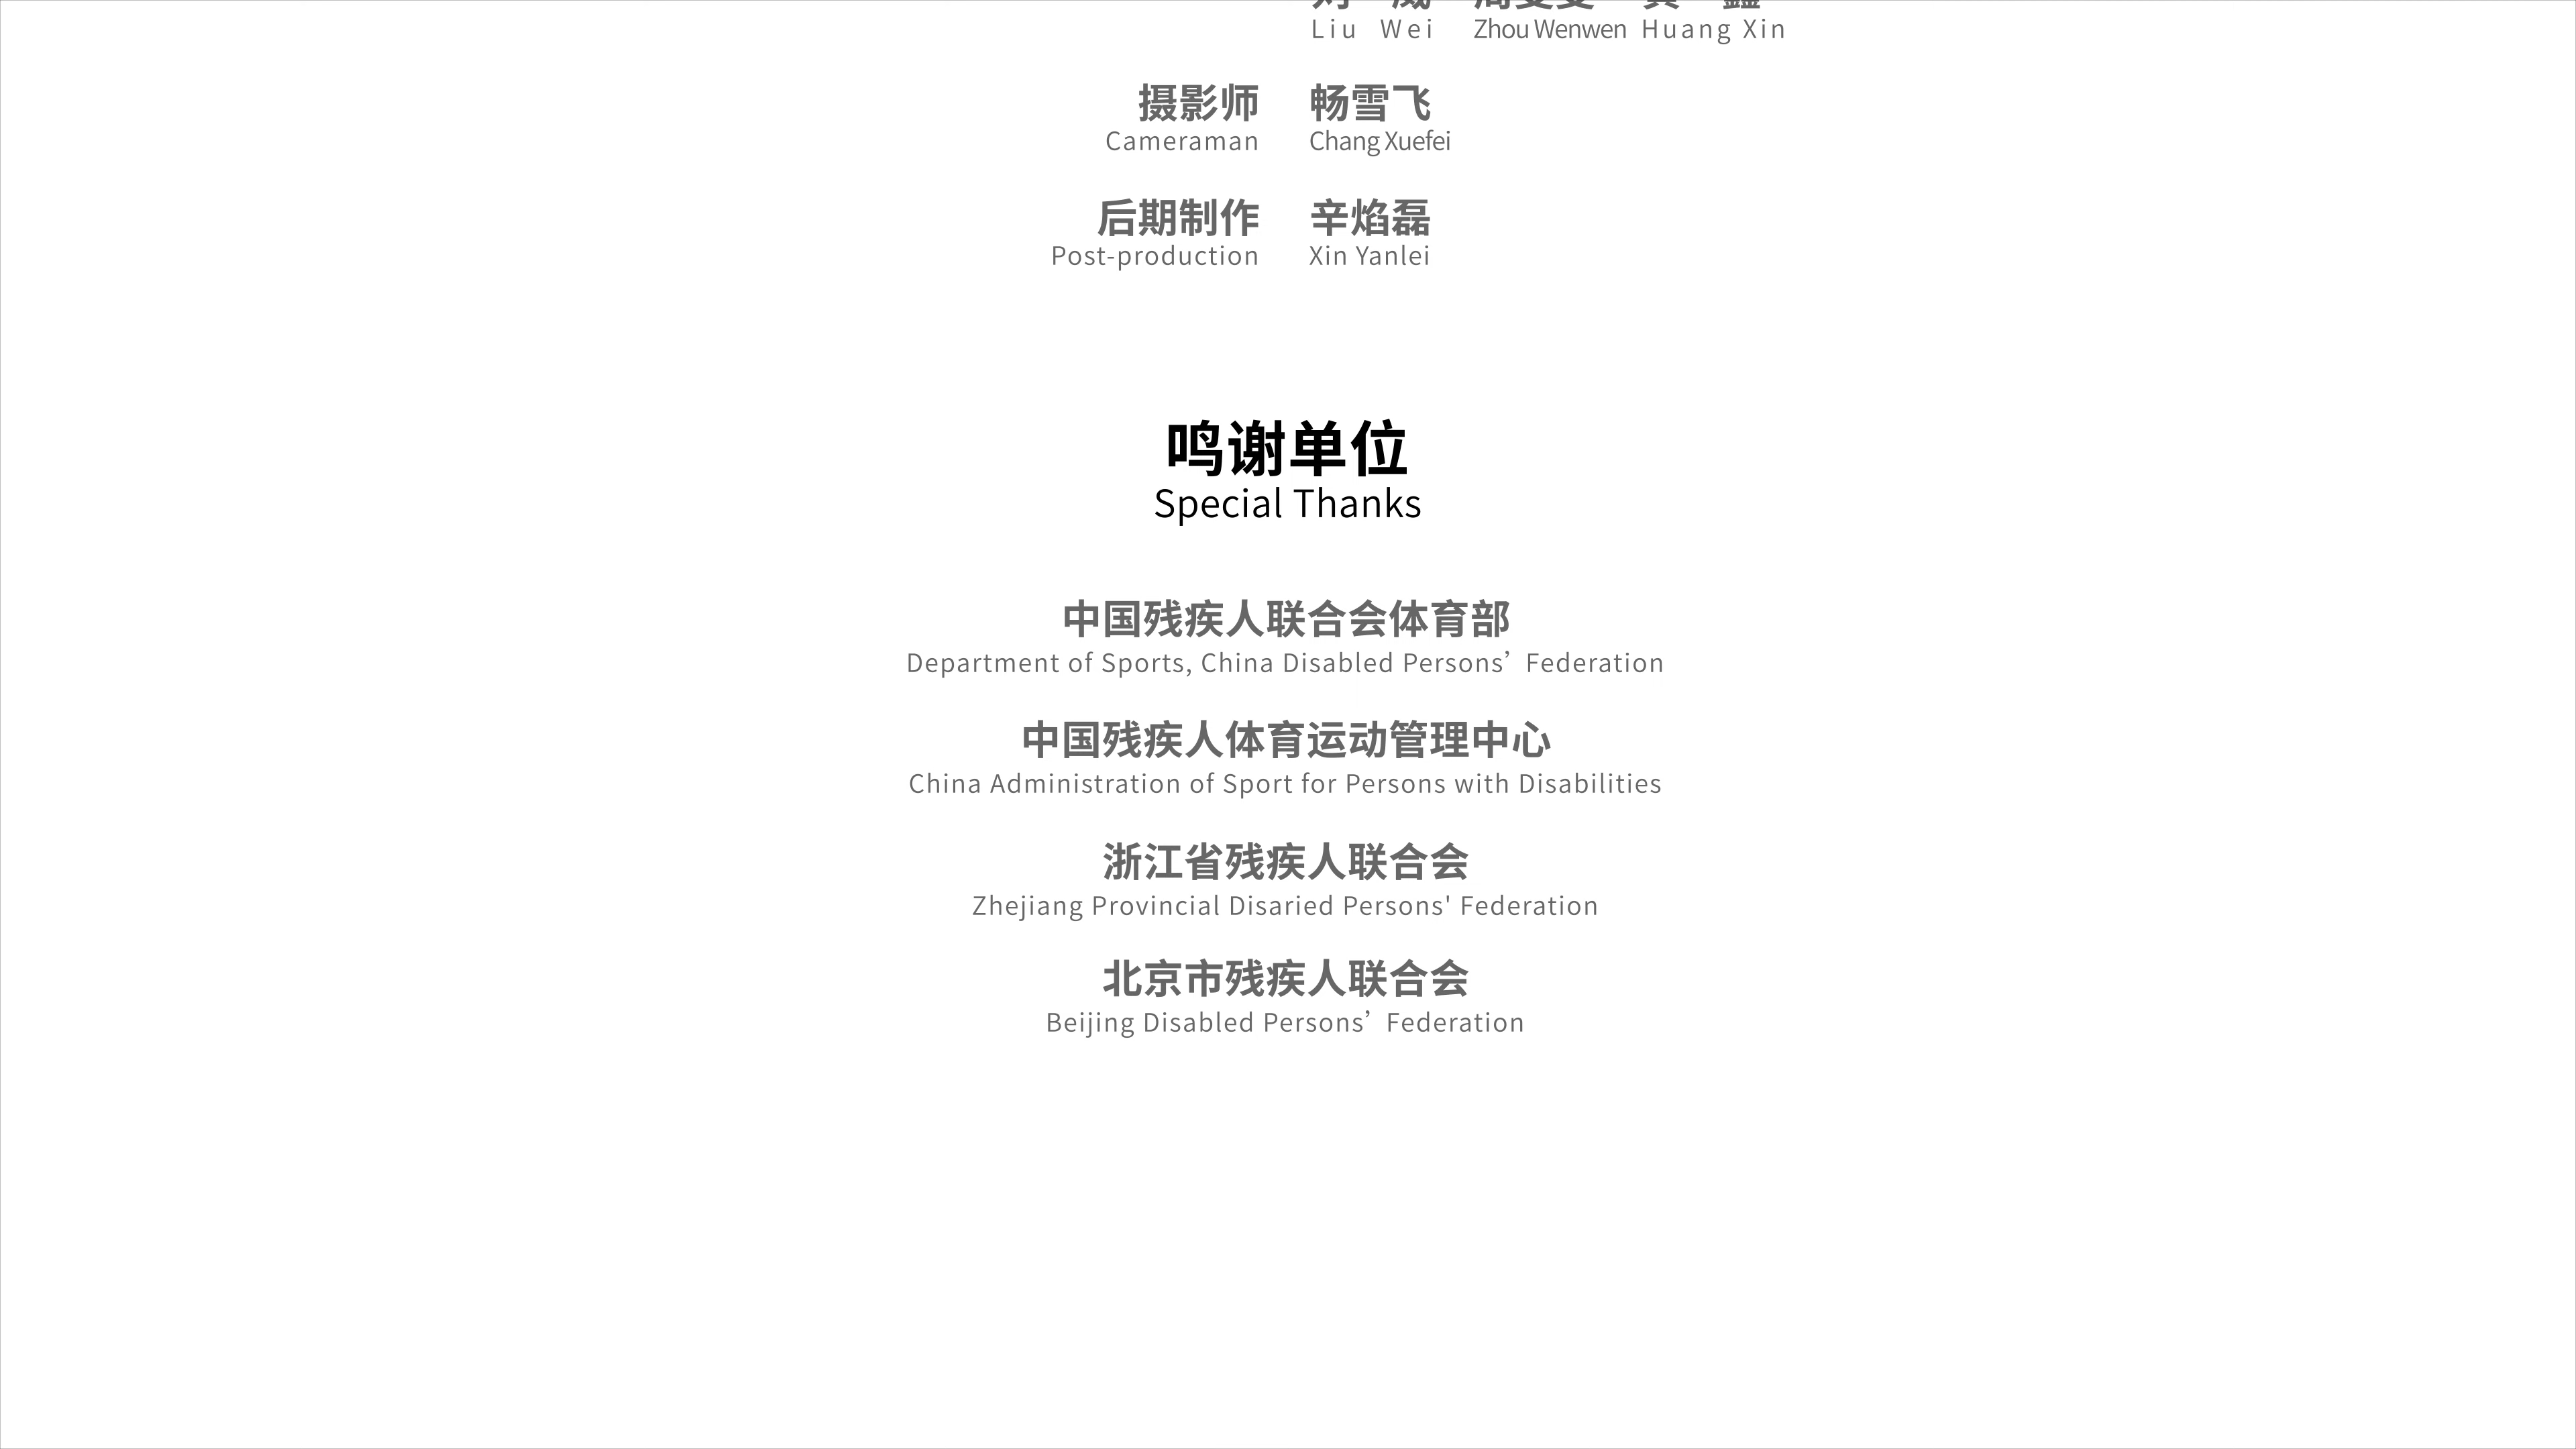 Liu Wei Zhou Wenwen Huang Xin
摄影师 畅雪飞
Cameraman Chang Xuefei
后期制作 辛焰磊
Post-production Xin Yanlei
鸣谢单位
Special Thanks
中国残疾人联合会体育部
Department of Sports, China Disabled Persons’ Federation
中国残疾人体育运动管理中心
China Administration of Sport for Persons with Disabilities
浙江省残疾人联合会
Zhejiang Provincial Disaried Persons' Federation
北京市残疾人联合会
Beijing Disabled Persons’ Federation